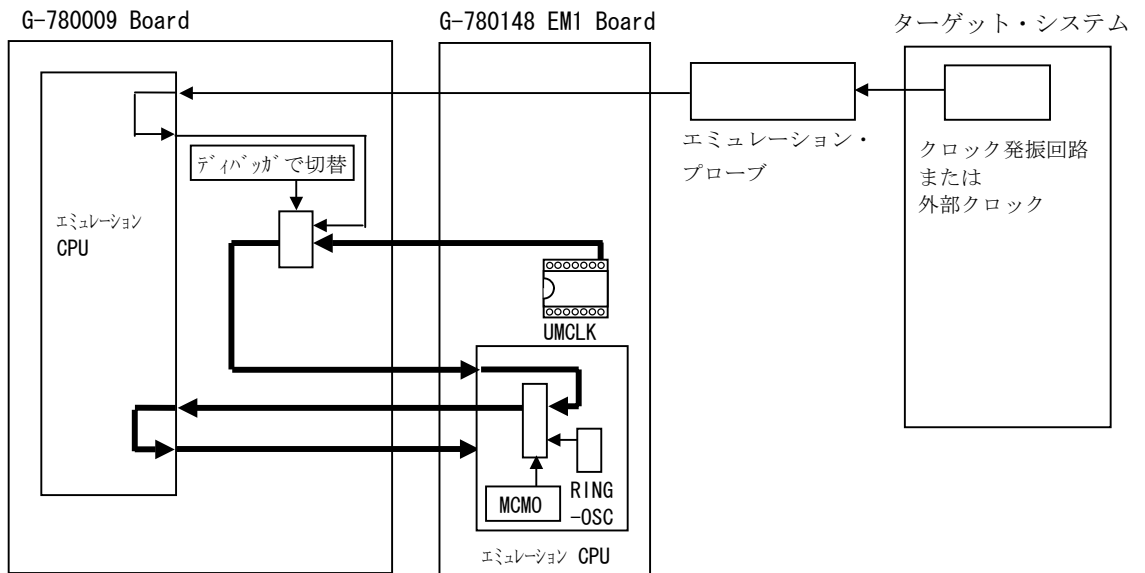 G-780009 Board
G-780148 EM1 Board
ターゲット・システム
エミュレーション・
プローブ
クロック発振回路
または
外部クロック
ディバッガで切替
エミュレーション
CPU
UMCLK
MCM0
RING
-OSC
エミュレーション CPU